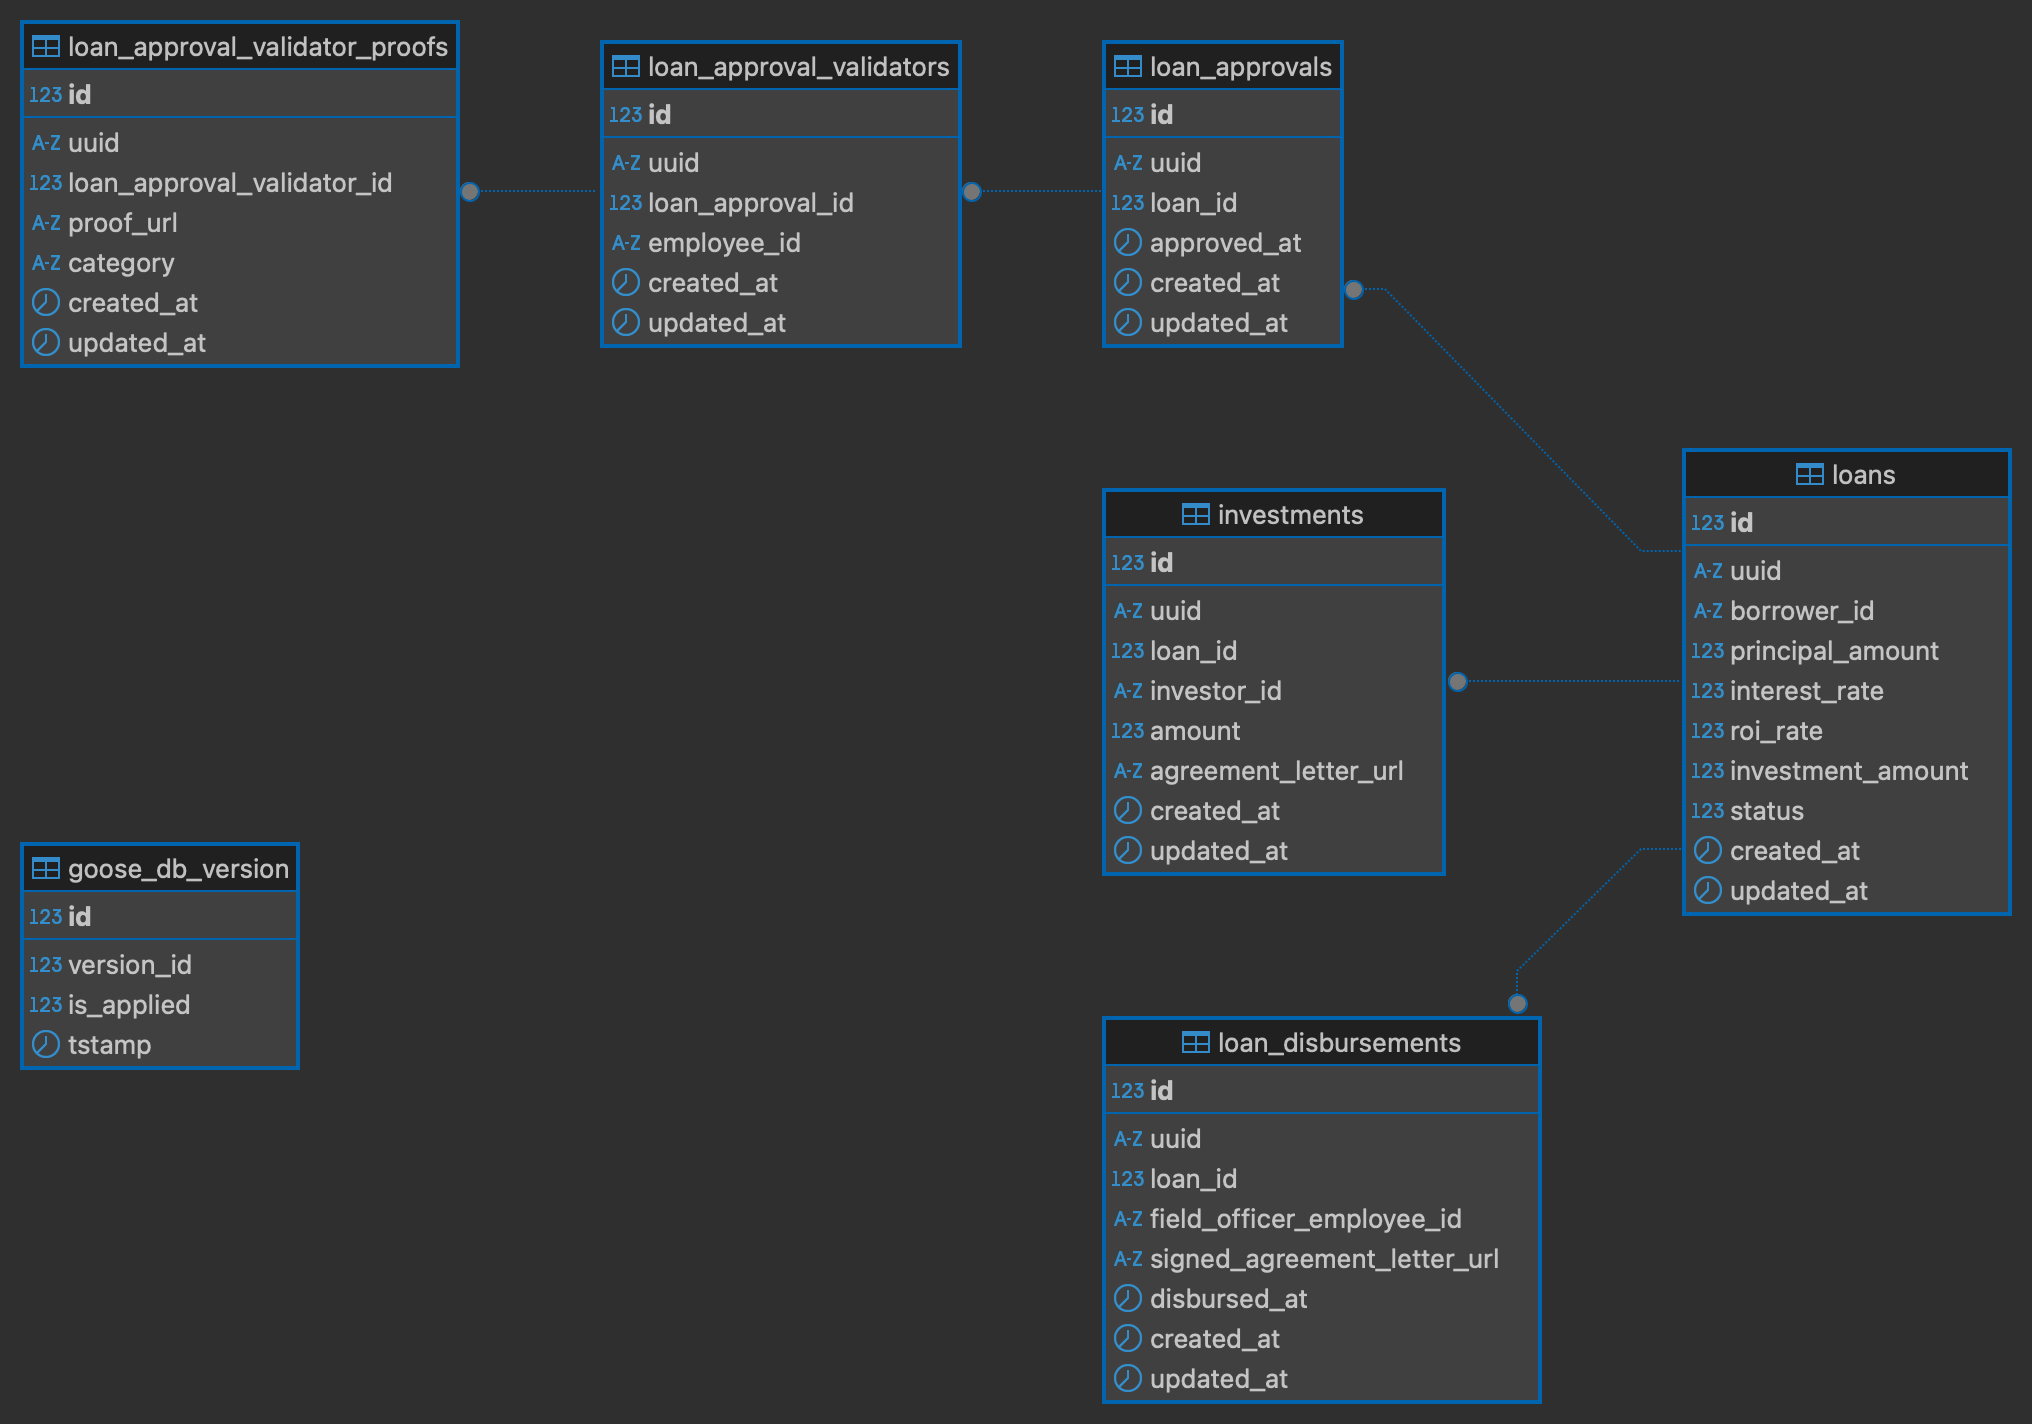 loan_approval_validator_proofs
123 id
A-Z uuid
123 loan_approval_validator_id
A-Z proof_url
A-Z category
created_at
updated_at
loan_approval_validators
123 id
A-Z uuid
123 loan_approval_id
A-Z employee_id
created_at
updated_at
loan_approvals
123 id
A-Z uuid
123 loan_id
approved_at
created_at
updated_at
investments
123 id
A-Z uuid
123 loan_id
A-Z investor_id
123 amount
A-Z agreement_letter_url
created_at
updated_at
loans
123 id
A-Z uuid
A-Z borrower_id
123 principal_amount
123 interest_rate
123 roi_rate
123 investment_amount
123 status
created_at
updated_at
goose_db_version
123 id
123 version_id
123 is_applied
tstamp
loan_disbursements
123 id
A-Z uuid
123 loan_id
A-Z field_officer_employee_id
A-Z signed_agreement_letter_url
disbursed_at
created_at
updated_at